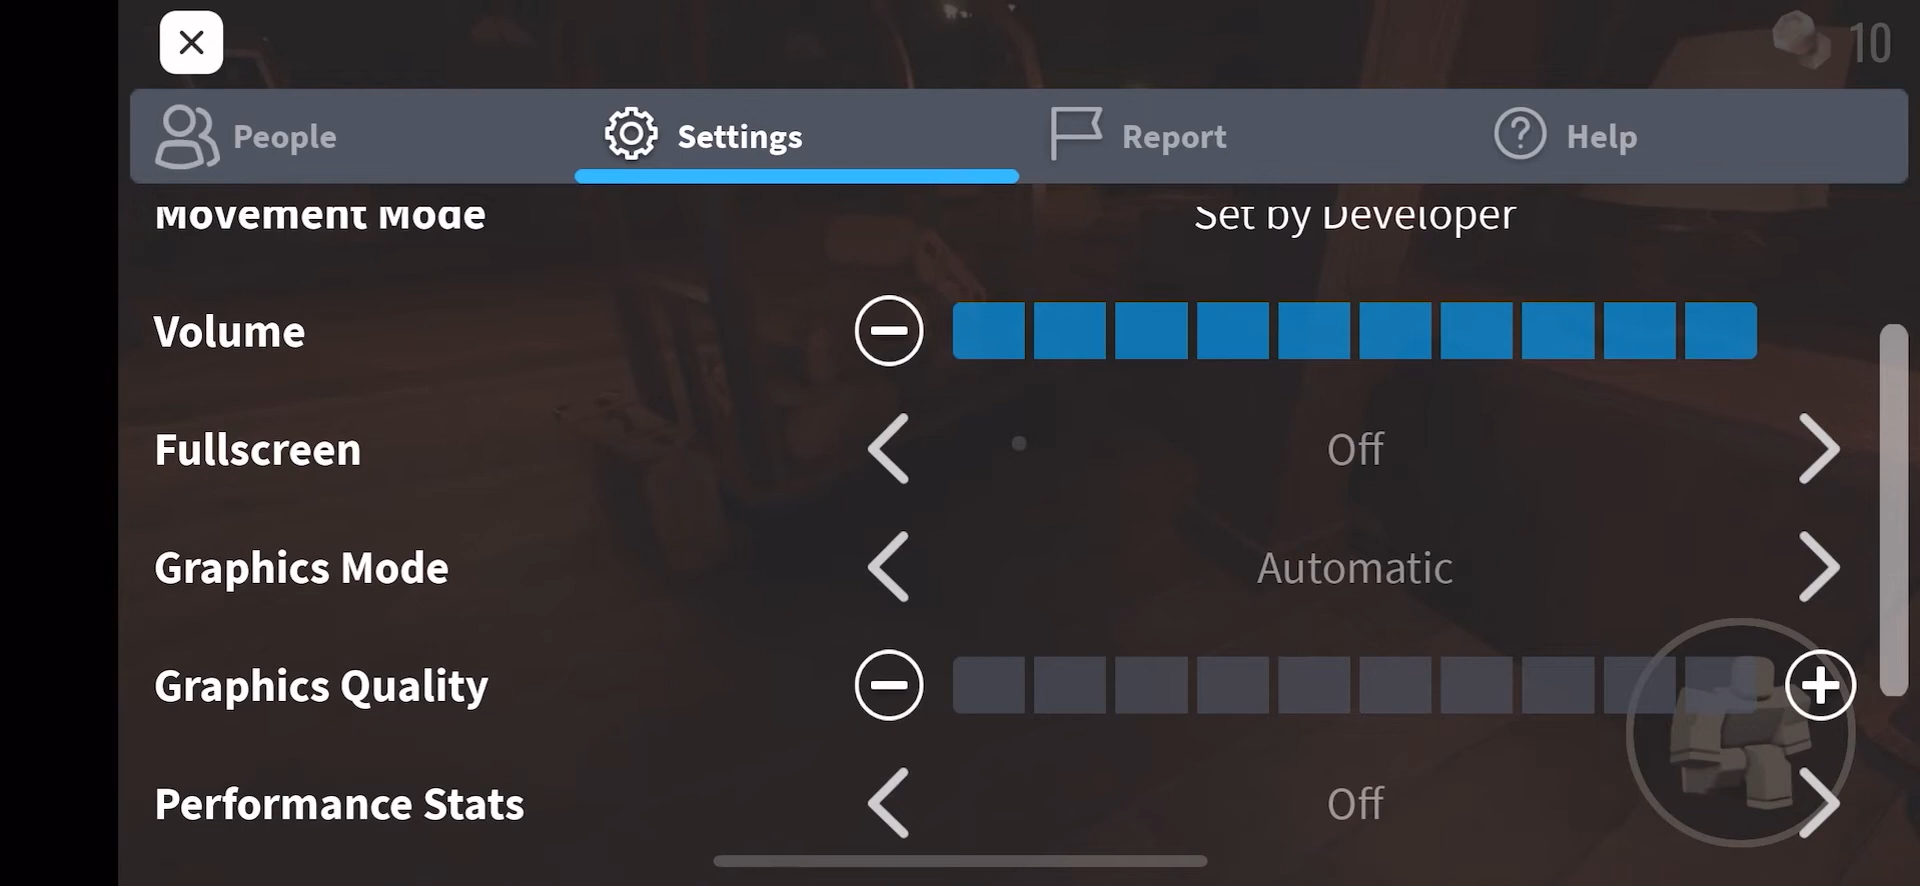 10
People
Settings
Report
Help
Movement Mode
Set by Developer
Volume
Fullscreen
Off
Graphics Mode
Automatic
Graphics Quality
Performance Stats
Off